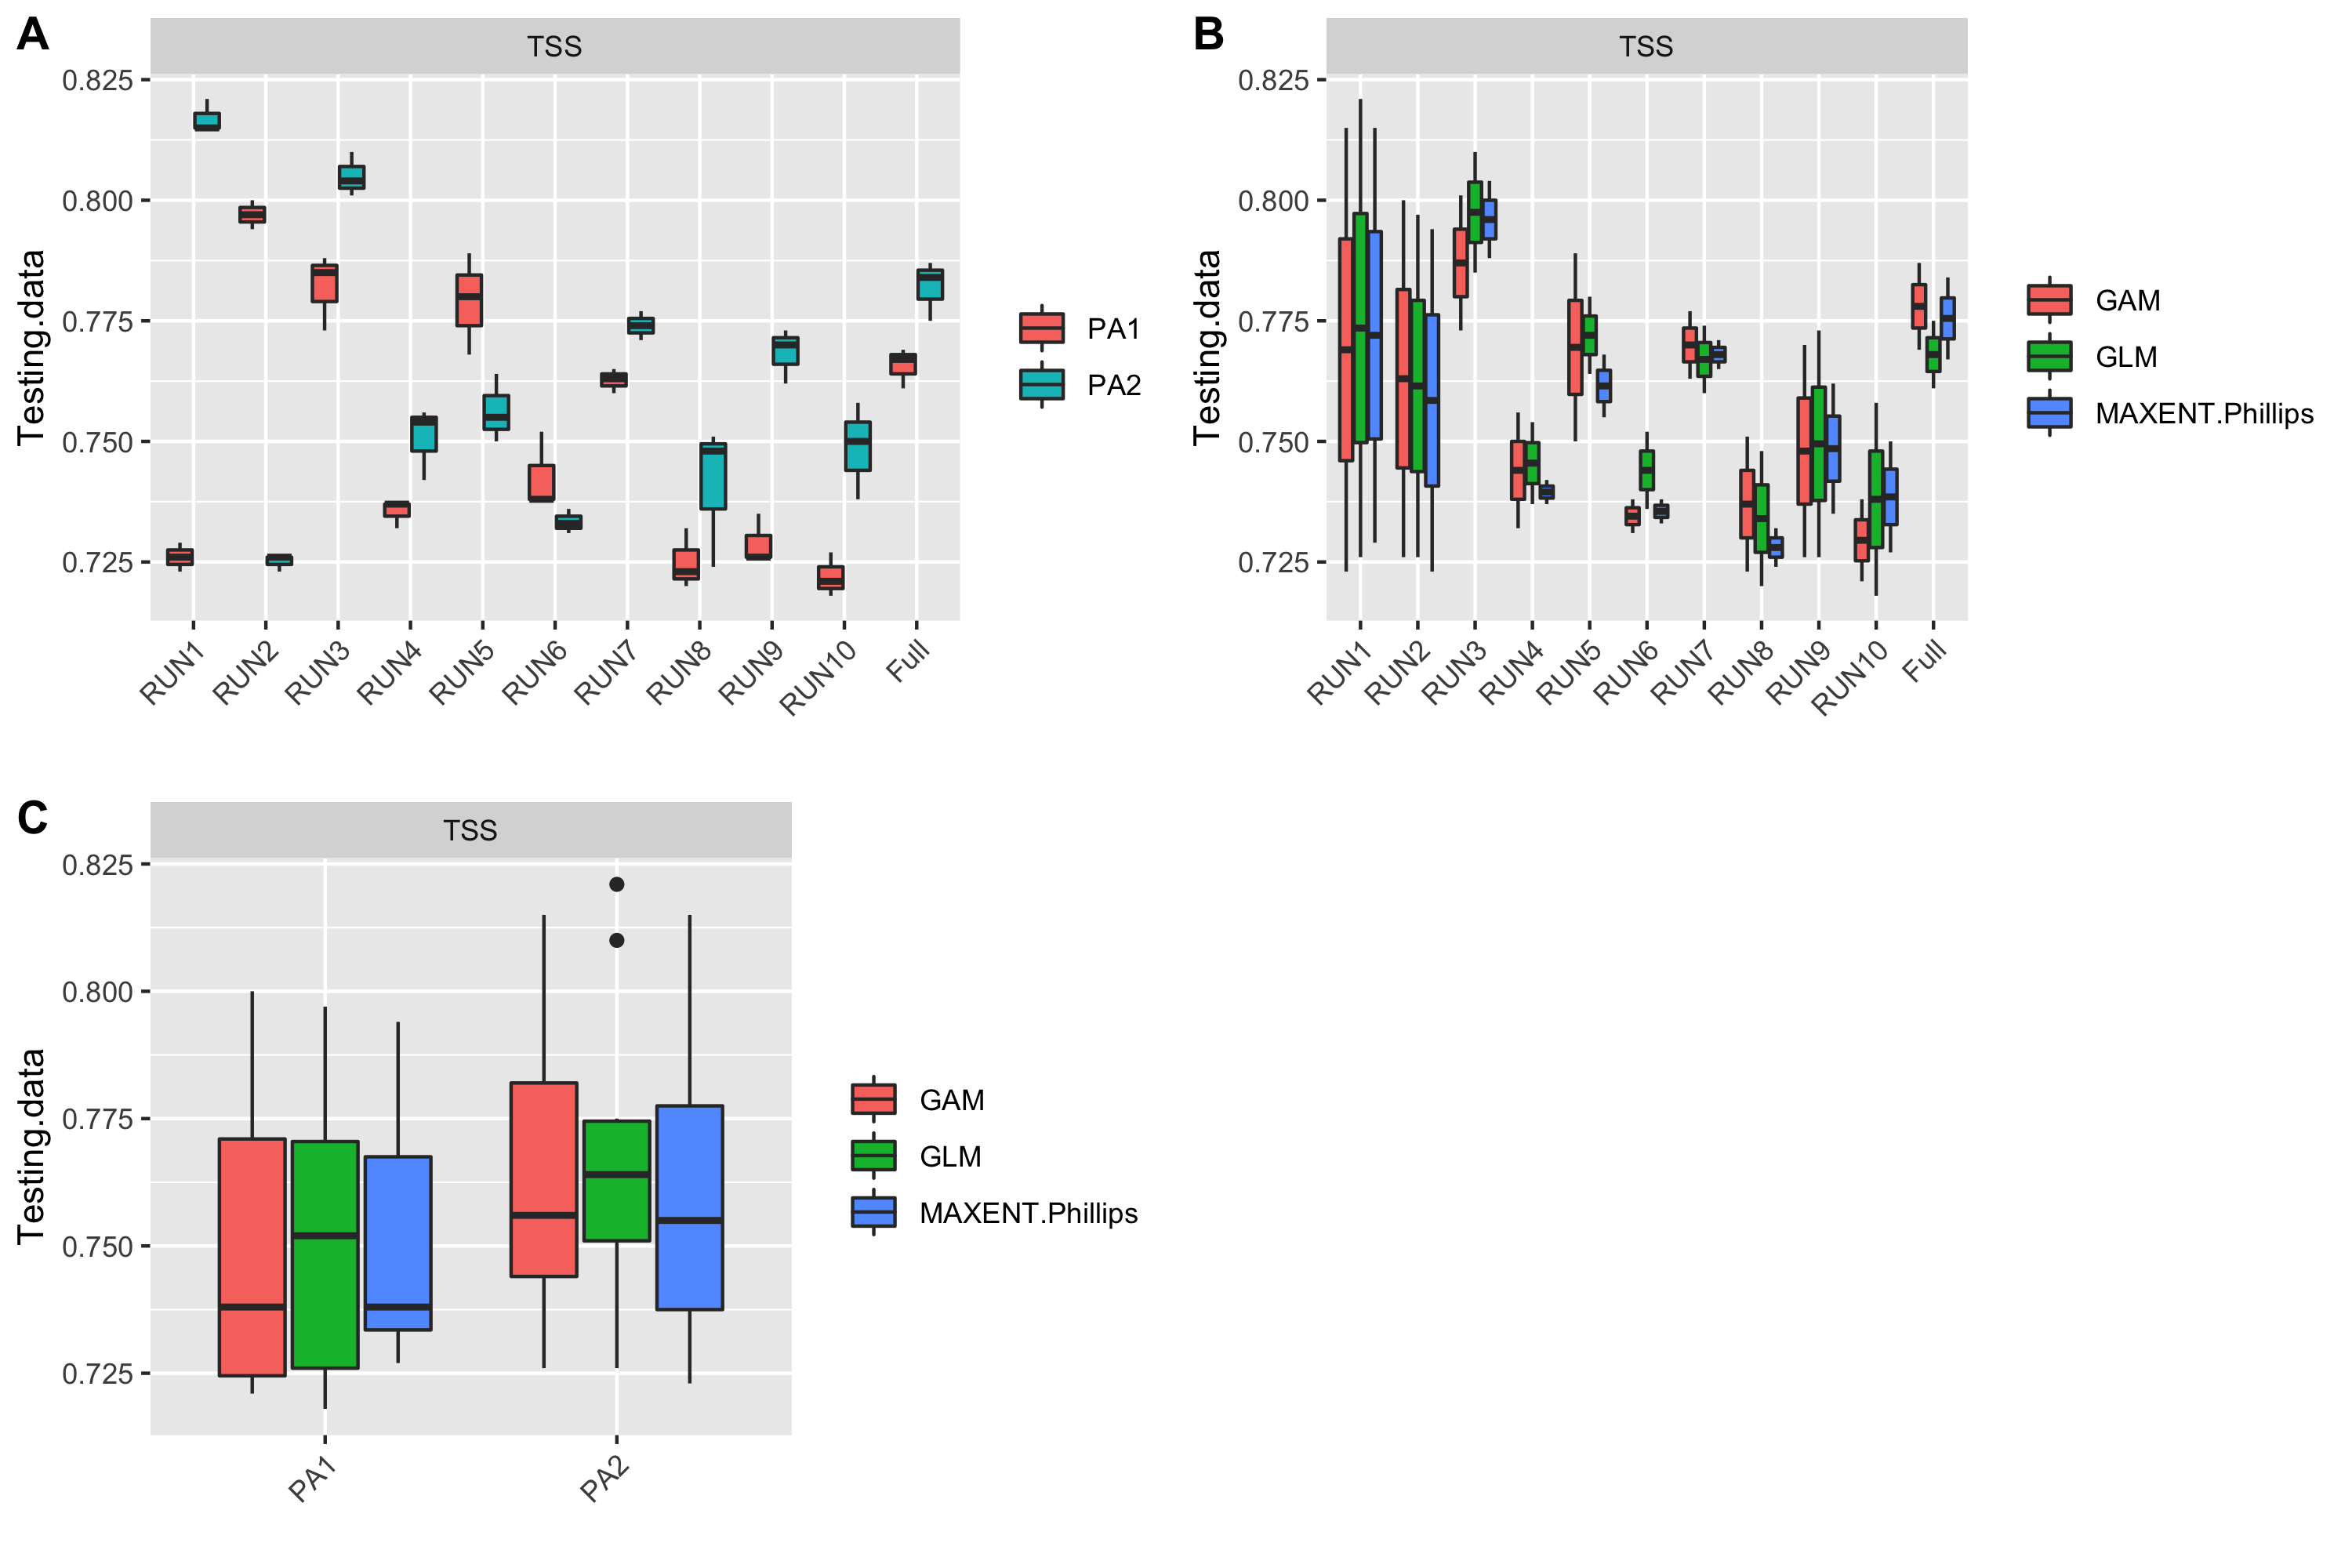 A
TSS
0.825
0.800
0.775
0.750
0.725
Testing.data
RUN1
RUN2
RUN3
RUN4
RUN5
RUN6
RUN7
RUN8
RUN9
RUN10
Full
PA1
PA2
B
TSS
0.825
0.800
0.775
0.750
0.725
Testing.data
RUN1
RUN2
RUN3
RUN4
RUN5
RUN6
RUN7
RUN8
RUN9
RUN10
Full
GAM
GLM
MAXENT.Phillips
C
TSS
0.825
0.800
0.775
0.750
0.725
Testing.data
PA1
PA2
GAM
GLM
MAXENT.Phillips